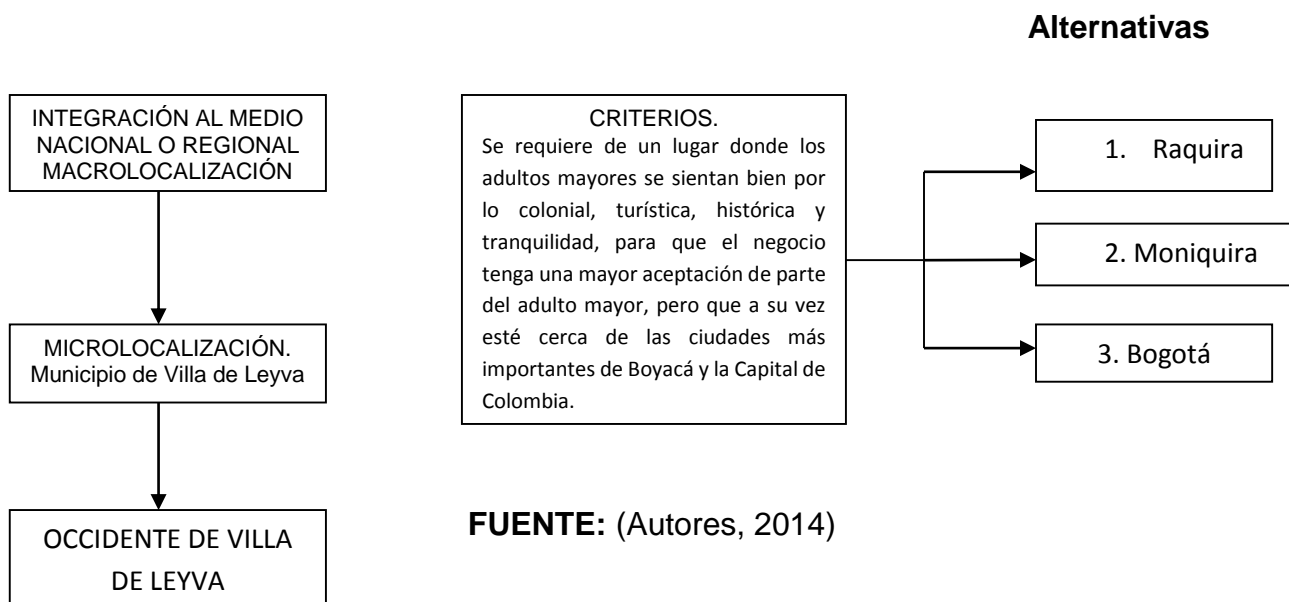 Alternativas
INTEGRACIÓN AL MEDIO
NACIONAL O REGIONAL
MACROLOCALIZACIÓN
MICROLOCALIZACIÓN.
Municipio de Villa de Leyva
OCCIDENTE DE VILLA
DE LEYVA
CRITERIOS.
Se requiere de un lugar donde los
adultos mayores se sientan bien por
lo colonial, turística, histórica y
tranquilidad, para que el negocio
tenga una mayor aceptación de parte
del adulto mayor, pero que a su vez
esté cerca de las ciudades más
importantes de Boyacá y la Capital de
Colombia.
1. Raquira
2. Moniquira
3. Bogotá
FUENTE: (Autores, 2014)